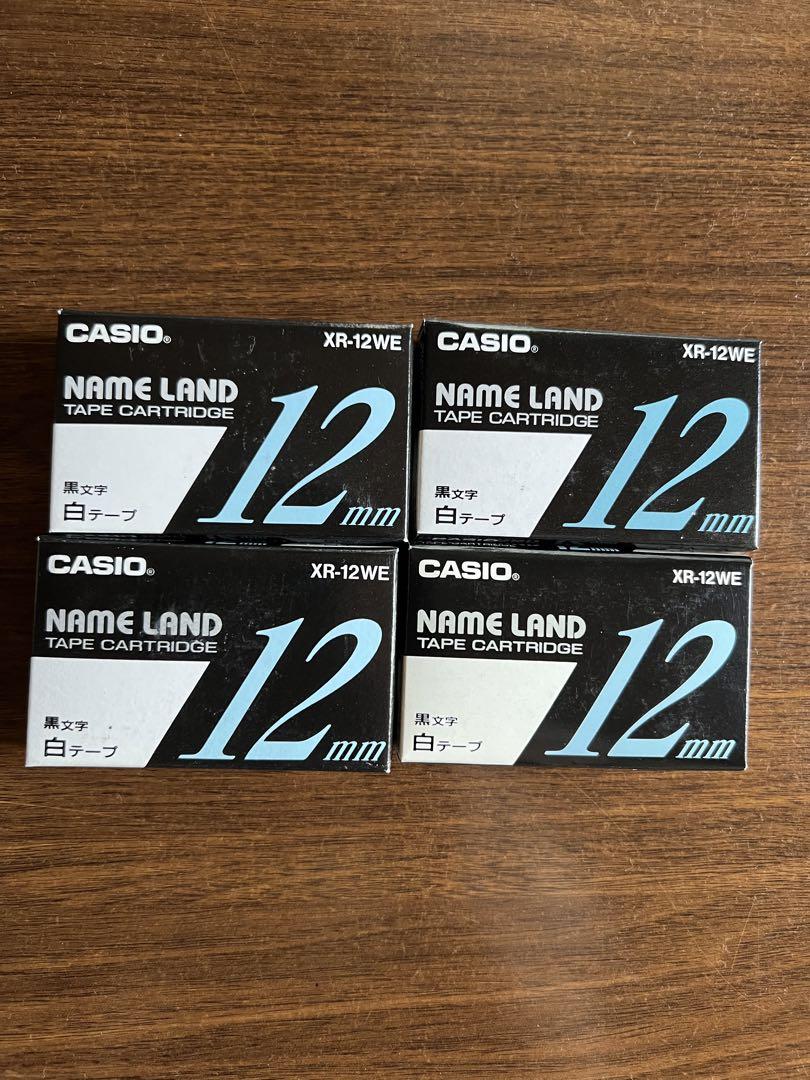 CASIO®
XR-12WE
NAME LAND
TAPE CARTRIDGE
12mm
黒文字
白テープ
CASIO®
XR-12WE
NAME LAND
TAPE CARTRIDGE
12mm
黒文字
白テープ
CASIO®
XR-12WE
NAME LAND
TAPE CARTRIDGE
12mm
黒文字
白テープ
CASIO®
XR-12WE
NAME LAND
TAPE CARTRIDGE
12mm
黒文字
白テープ